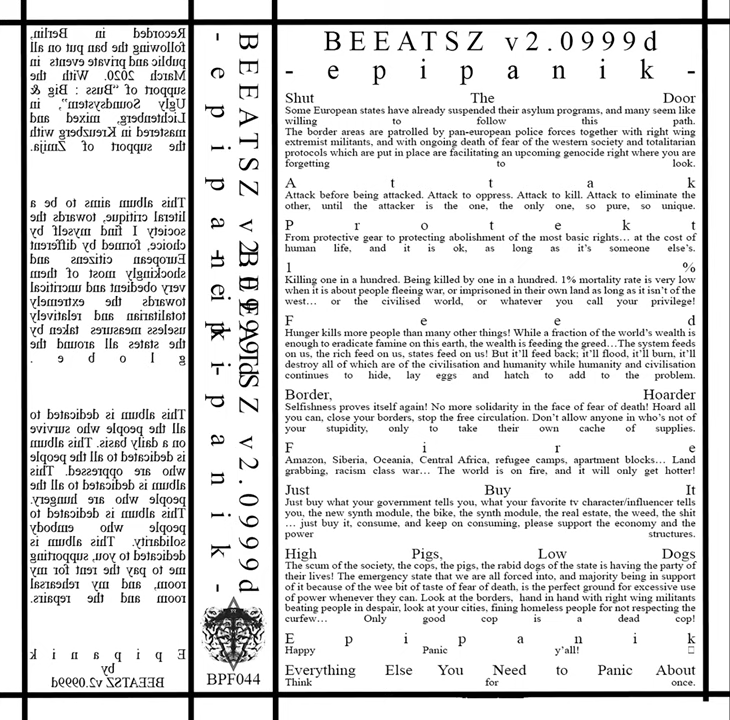 Recorded in Berlin,
following the ban put on all
public and private events in
March 2020. With the
support of “Buss : Big &
Ugly Soundsystem”, in
Lichtenberg, mixed and
mastered in Kreuzberg with
the support of Zmija.
This album aims to be a
literal critique, towards the
society I find myself by
choice, formed by different
European citizens and
shockingly most of them
very obedient and uncritical
towards the extremely
totalitarian and relatively
useless measures taken by
the states all around the
g l o b e .
This album is dedicated to
all the people who survive
on a daily basis. This album
is dedicated to all the people
who are oppressed. This
album is dedicated to all the
people who are hungery.
This album is dedicated to
people who embody
solidarity. This album is
dedicated to you, supporting
me to pay the rent for my
room, and my rehearsal
room and the repairs.
E p i p a n i k
by
BEEATSZ v2.0999d
BEEATSZ v2.0999d
- e p i p a n i k -
BEEATSZ v2.0999d
- e p i p a n i k -
BPF044
BEEATSZ v2.0999d
- e p i p a n i k -
Shut The Door
Some European states have already suspended their asylum programs, and many seem like
willing to follow this path.
The border areas are patrolled by pan-european police forces together with right wing
extremist militants, and with ongoing death of fear of the western society and totalitarian
protocols which are put in place are facilitating an upcoming genocide right where you are
forgetting to look.
A t t a k
Attack before being attacked. Attack to oppress. Attack to kill. Attack to eliminate the
other, until the attacker is the one, the only one, so pure, so unique.
P r o t e k t
From protective gear to protecting abolishment of the most basic rights… at the cost of
human life, and it is ok, as long as it’s someone else’s.
1 %
Killing one in a hundred. Being killed by one in a hundred. 1% mortality rate is very low
when it is about people fleeing war, or imprisoned in their own land as long as it isn’t of the
west… or the civilised world, or whatever you call your privilege!
F e e d
Hunger kills more people than many other things! While a fraction of the world’s wealth is
enough to eradicate famine on this earth, the wealth is feeding the greed…The system feeds
on us, the rich feed on us, states feed on us! But it’ll feed back; it’ll flood, it’ll burn, it’ll
destroy all of which are of the civilisation and humanity while humanity and civilisation
continues to hide, lay eggs and hatch to add to the problem.
Border, Hoarder
Selfishness proves itself again! No more solidarity in the face of fear of death! Hoard all
you can, close your borders, stop the free circulation. Don’t allow anyone in who’s not of
your stupidity, only to take their own cache of supplies.
F i r e
Amazon, Siberia, Oceania, Central Africa, refugee camps, apartment blocks… Land
grabbing, racism class war… The world is on fire, and it will only get hotter!
Just Buy It
Just buy what your government tells you, what your favorite tv character/influencer tells
you, the new synth module, the bike, the synth module, the real estate, the weed, the shit
… just buy it, consume, and keep on consuming, please support the economy and the
power structures.
High Pigs, Low Dogs
The scum of the society, the cops, the pigs, the rabid dogs of the state is having the party of
their lives! The emergency state that we are all forced into, and majority being in support
of it because of the wee bit of taste of fear of death, is the perfect ground for excessive use
of power whenever they can. Look at the borders, hand in hand with right wing militants
beating people in despair, look at your cities, fining homeless people for not respecting the
curfew… Only good cop is a dead cop!
E p i p a n i k
Happy Panic y’all! □
Everything Else You Need to Panic About
Think for once.